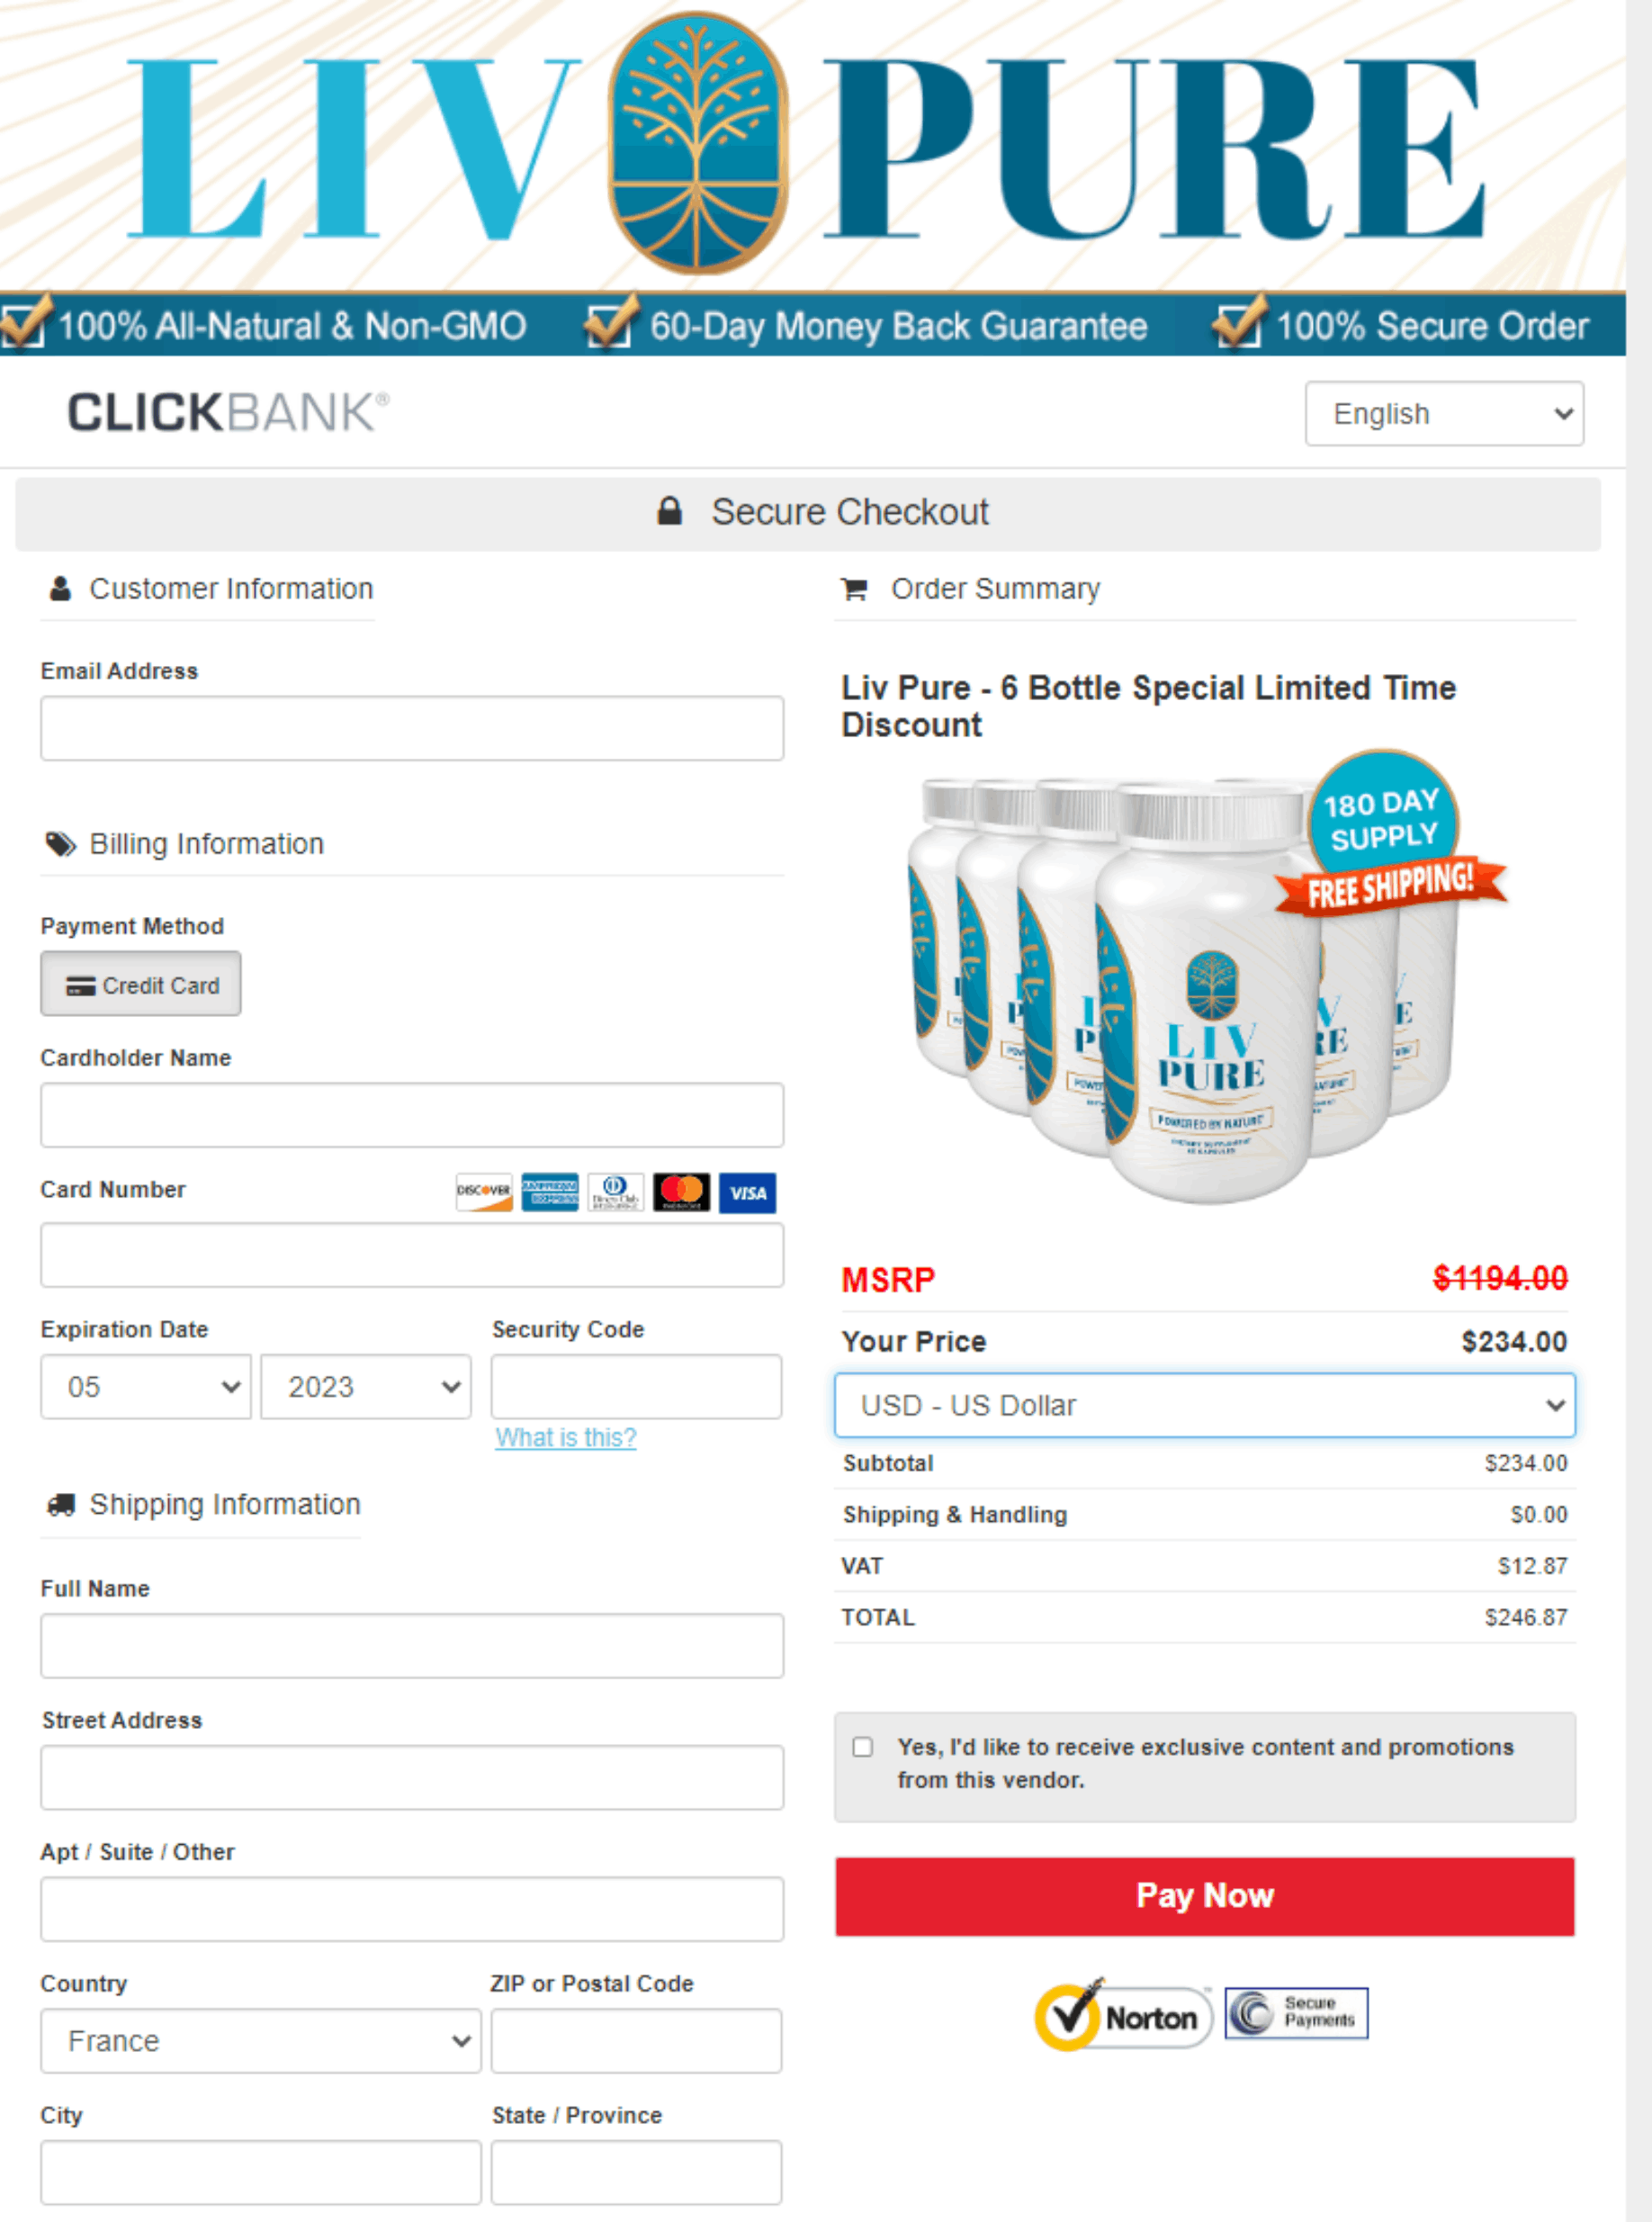 LIV PURE
100% All-Natural & Non-GMO
60-Day Money Back Guarantee
100% Secure Order
CLICKBANK®
English
Secure Checkout
Customer Information
Email Address
Billing Information
Payment Method
Credit Card
Cardholder Name
Card Number
DISCOVER
AMERICAN EXPRESS
Diners Club
VISA
Expiration Date
Security Code
05
2023
What is this?
Shipping Information
Full Name
Street Address
Apt / Suite / Other
Country
ZIP or Postal Code
France
City
State / Province
Order Summary
Liv Pure - 6 Bottle Special Limited Time
Discount
180 DAY
SUPPLY
FREE SHIPPING!
LIV
PURE
POWERED BY NATURE
DIETARY SUPPLEMENT
MSRP
$1194.00
Your Price
$234.00
USD - US Dollar
Subtotal
$234.00
Shipping & Handling
$0.00
VAT
$12.87
TOTAL
$246.87
Yes, I'd like to receive exclusive content and promotions
from this vendor.
Pay Now
Norton
Secure
Payments